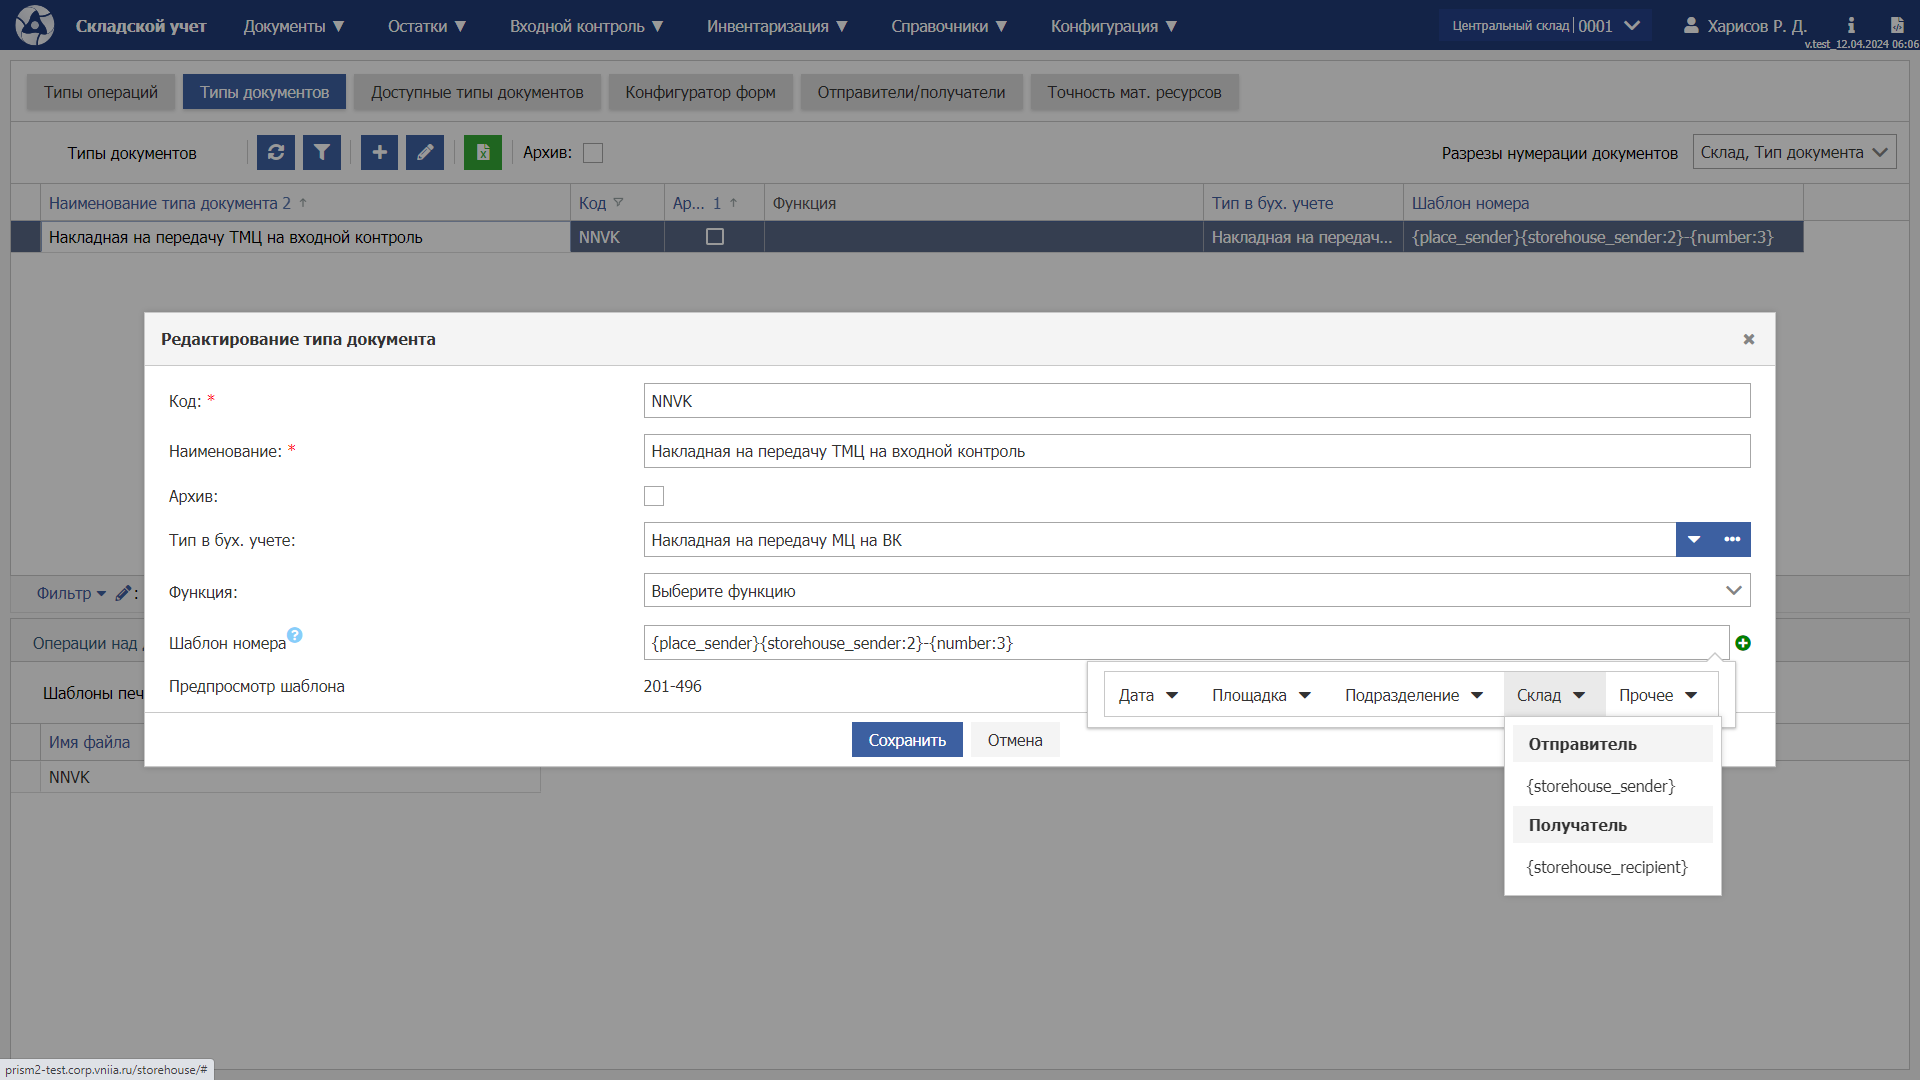 Складской учет
Документы ▼
Остатки ▼
Входной контроль ▼
Инвентаризация ▼
Справочники ▼
Конфигурация ▼
Центральный склад | 0001
Харисов Р. Д.
v.test_12.04.2024 06:06
Типы операций
Типы документов
Доступные типы документов
Конфигуратор форм
Отправители/получатели
Точность мат. ресурсов
Типы документов
Архив:
Разрезы нумерации документов
Склад, Тип документа
Наименование типа документа 2 ↑
Код
Ар... 1 ↑
Функция
Тип в бух. учете
Шаблон номера
Накладная на передачу ТМЦ на входной контроль
NNVK
Накладная на передач...
{place_sender}{storehouse_sender:2}-{number:3}
Редактирование типа документа
Код: *
NNVK
Наименование: *
Накладная на передачу ТМЦ на входной контроль
Архив:
Тип в бух. учете:
Накладная на передачу МЦ на ВК
Фильтр
:
Функция:
Выберите функцию
Операции над
Шаблон номера
?
{place_sender}{storehouse_sender:2}-{number:3}
Шаблоны печ
Предпросмотр шаблона
201-496
Дата
Площадка
Подразделение
Склад
Прочее
Сохранить
Отмена
Отправитель
{storehouse_sender}
Получатель
{storehouse_recipient}
Имя файла
NNVK
prism2-test.corp.vniia.ru/storehouse/#